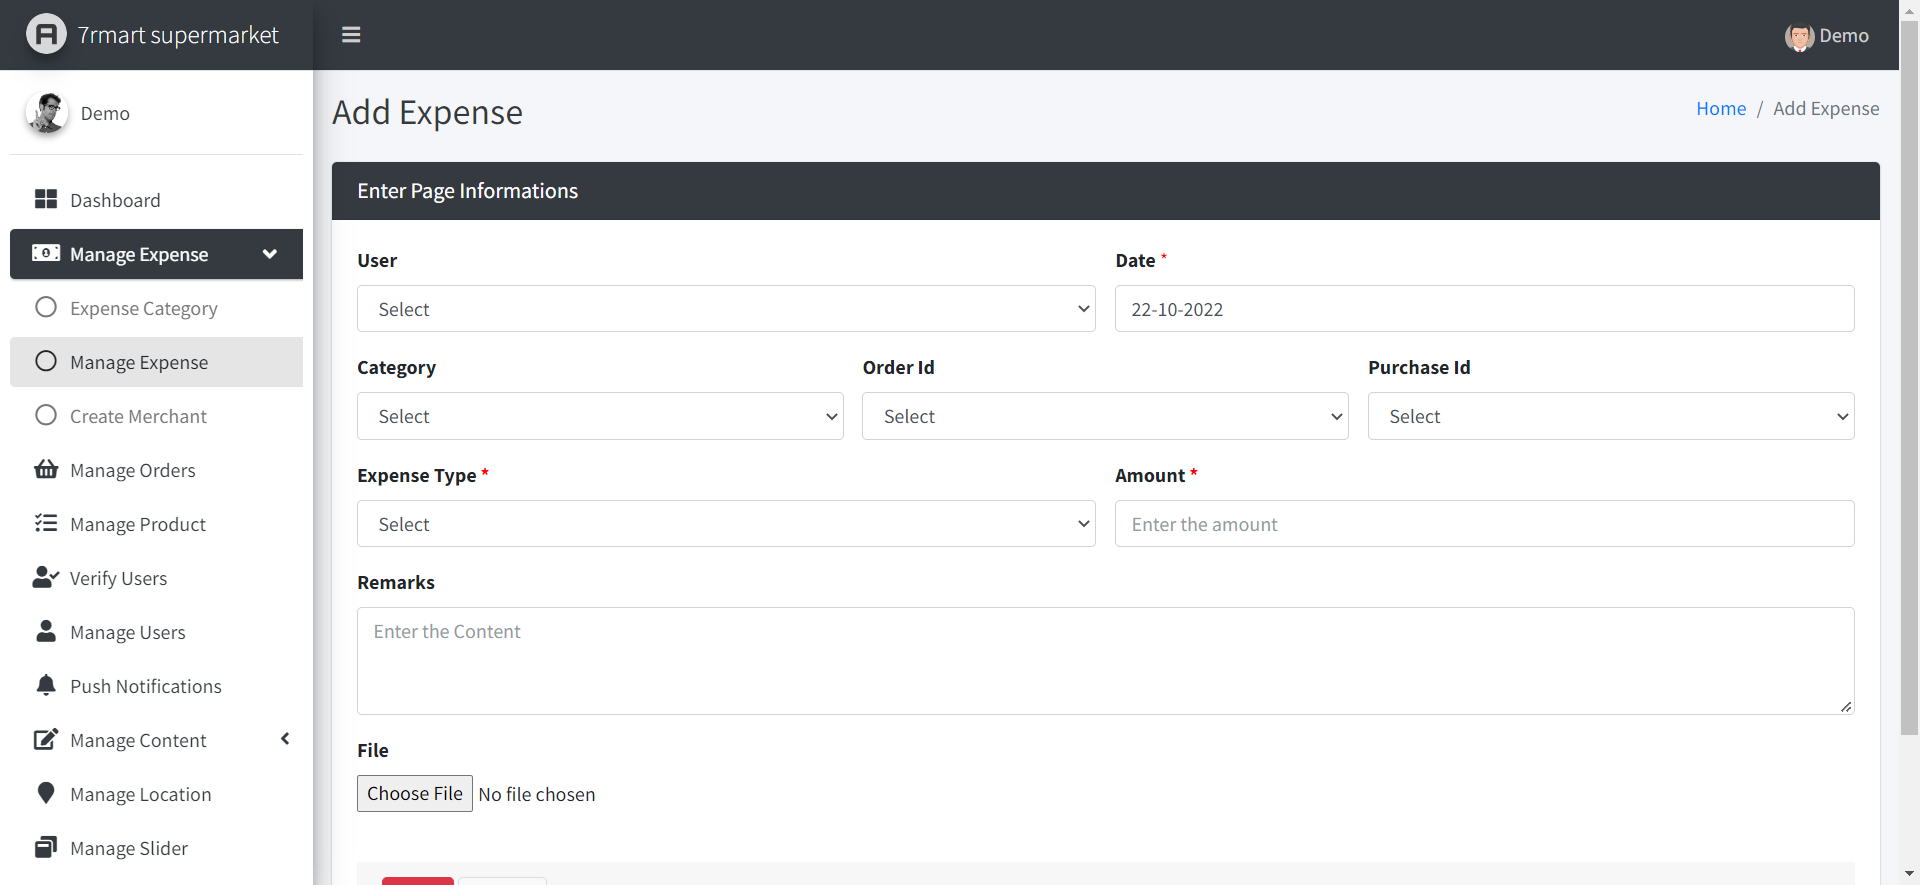 7rmart supermarket
Demo
Demo
Add Expense
Home / Add Expense
Dashboard
Manage Expense
Expense Category
Manage Expense
Create Merchant
Manage Orders
Manage Product
Verify Users
Manage Users
Push Notifications
Manage Content
Manage Location
Manage Slider
Enter Page Informations
User
Select
Date *
22-10-2022
Category
Select
Order Id
Select
Purchase Id
Select
Expense Type *
Select
Amount *
Enter the amount
Remarks
Enter the Content
File
Choose File No file chosen